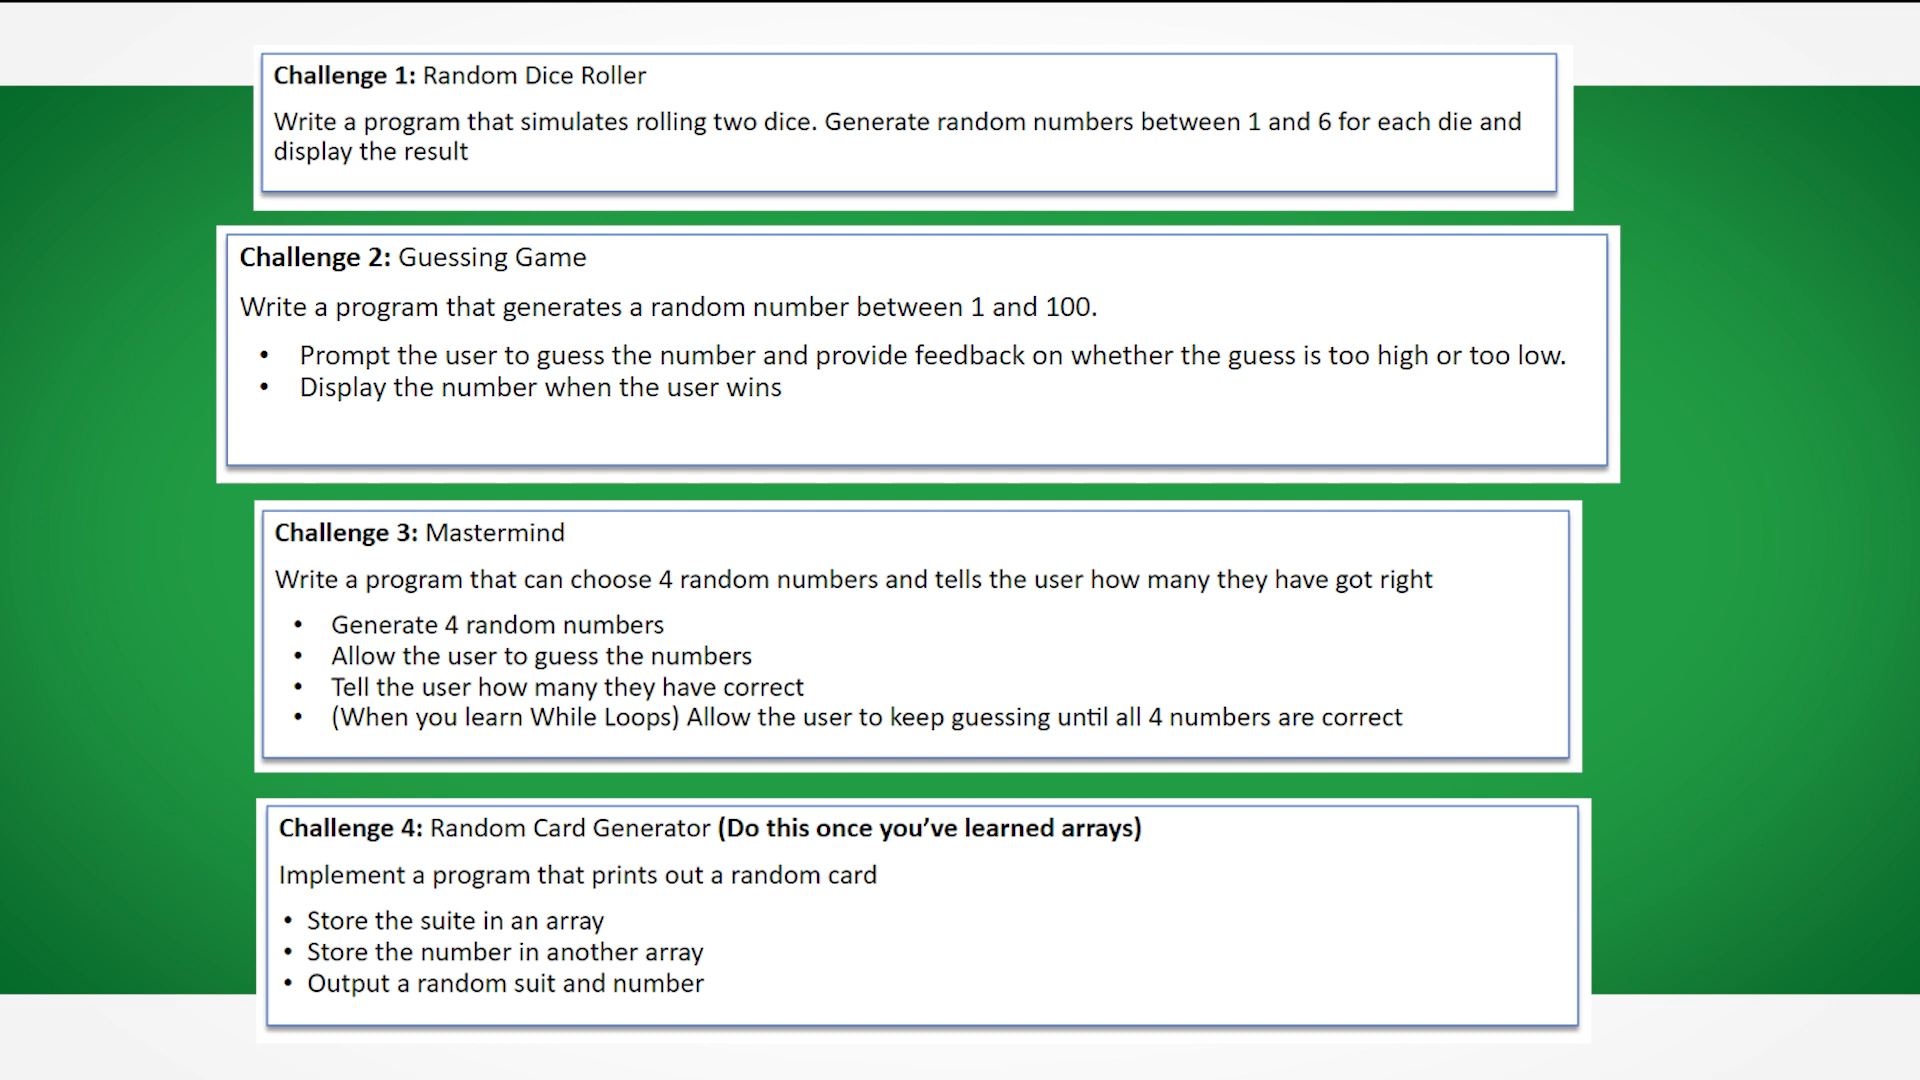 Challenge 1: Random Dice Roller
Write a program that simulates rolling two dice. Generate random numbers between 1 and 6 for each die and
display the result
Challenge 2: Guessing Game
Write a program that generates a random number between 1 and 100.
• Prompt the user to guess the number and provide feedback on whether the guess is too high or too low.
• Display the number when the user wins
Challenge 3: Mastermind
Write a program that can choose 4 random numbers and tells the user how many they have got right
• Generate 4 random numbers
• Allow the user to guess the numbers
• Tell the user how many they have correct
• (When you learn While Loops) Allow the user to keep guessing until all 4 numbers are correct
Challenge 4: Random Card Generator (Do this once you’ve learned arrays)
Implement a program that prints out a random card
• Store the suite in an array
• Store the number in another array
• Output a random suit and number